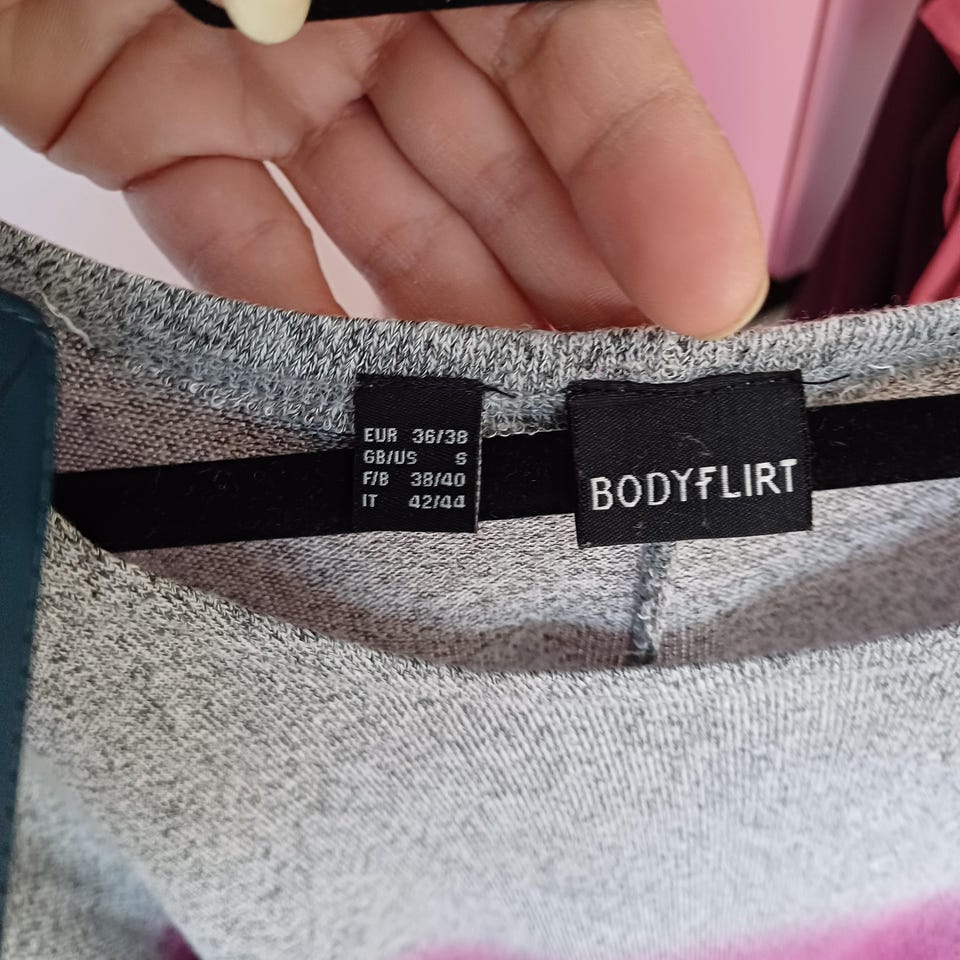 EUR 36/38
GB/US S
F/B 38/40
IT 42/44
BODYFLIRT